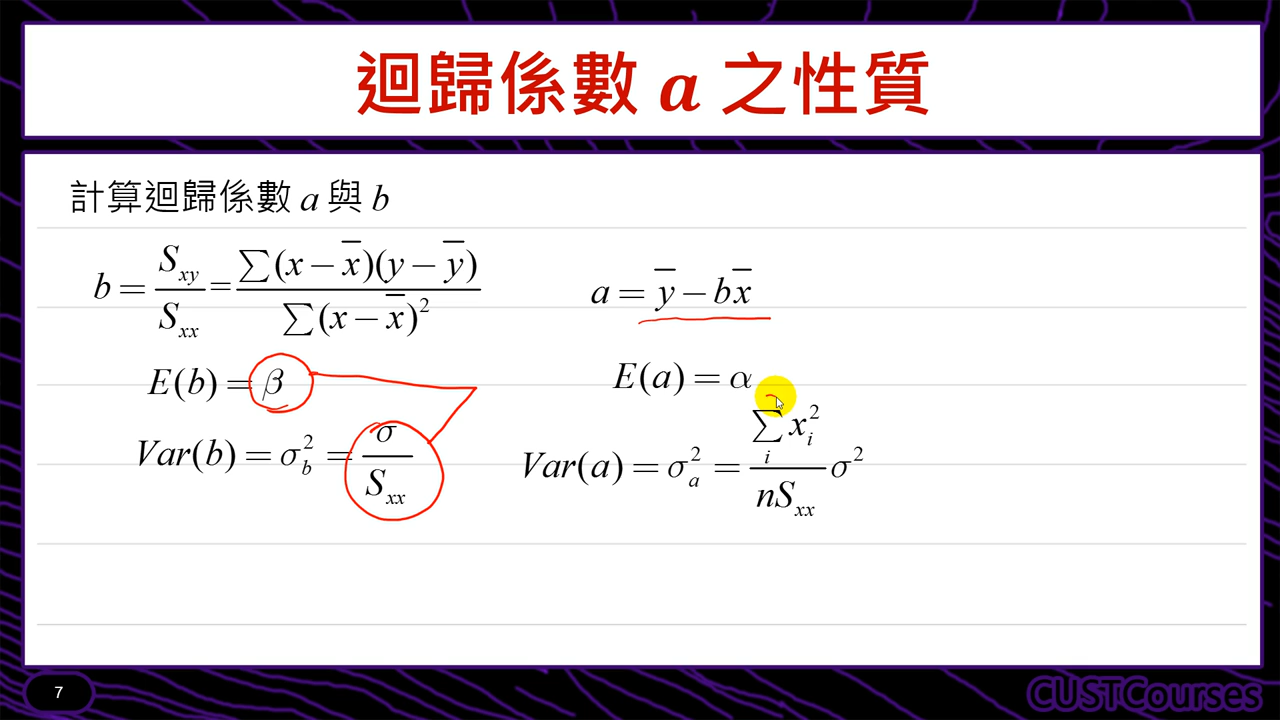 迴歸係數 a 之性質
計算迴歸係數 a 與 b
b = S_xy / S_xx = ∑(x − x̅)(y − y̅) / ∑(x − x̅)²
a = y̅ − bx̅
E(b) = β
E(a) = α
Var(b) = σ_b² = σ / S_xx
Var(a) = σ_a² = ∑_i x_i² / nS_xx σ²
7
CUSTCourses